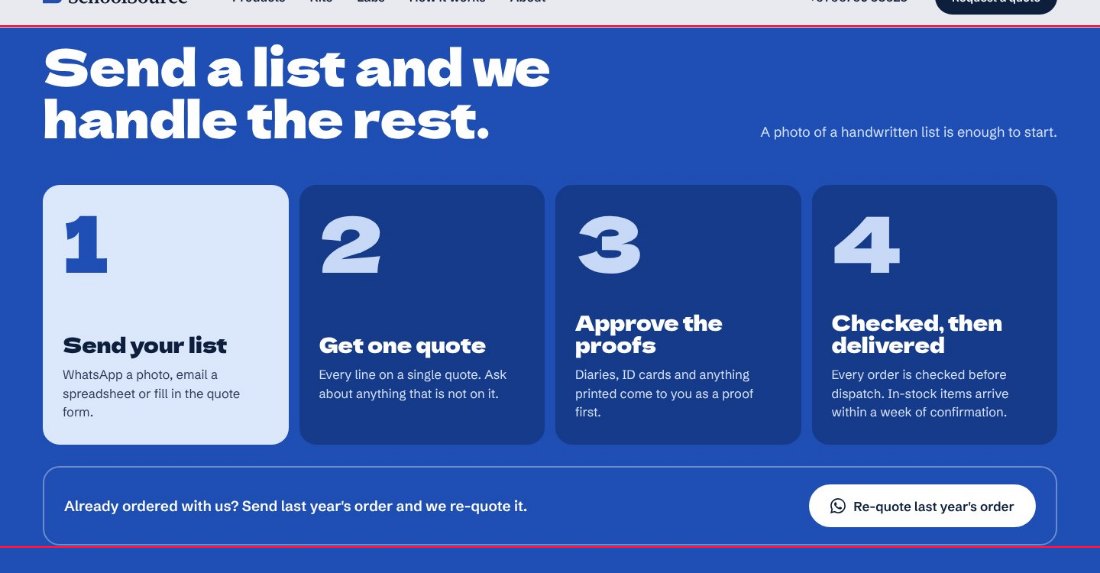 Send a list and we
handle the rest.
A photo of a handwritten list is enough to start.
1
Send your list
WhatsApp a photo, email a
spreadsheet or fill in the quote
form.
2
Get one quote
Every line on a single quote. Ask
about anything that is not on it.
3
Approve the
proofs
Diaries, ID cards and anything
printed come to you as a proof
first.
4
Checked, then
delivered
Every order is checked before
dispatch. In-stock items arrive
within a week of confirmation.
Already ordered with us? Send last year's order and we re-quote it.
Re-quote last year's order